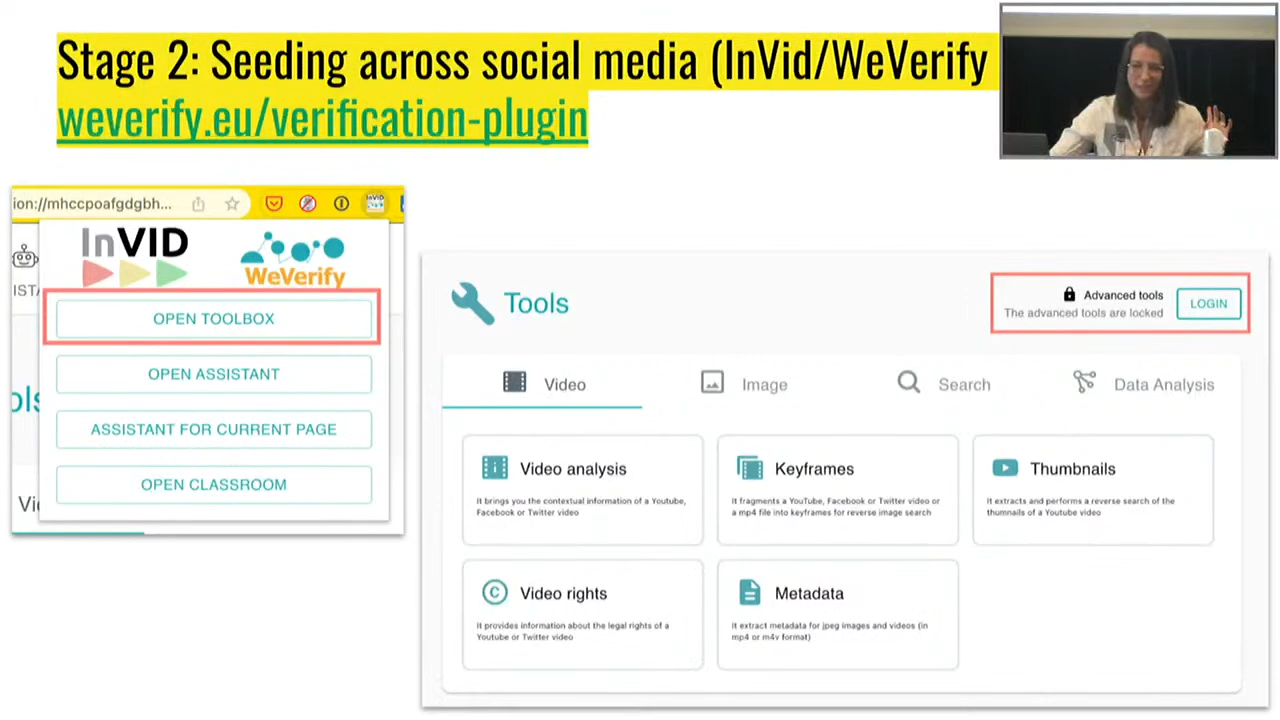 Stage 2: Seeding across social media (InVid/WeVerify
weverify.eu/verification-plugin
ion://mhccpoafgdgbh...
InVID
InVID
WeVerify
OPEN TOOLBOX
OPEN ASSISTANT
ASSISTANT FOR CURRENT PAGE
OPEN CLASSROOM
Tools
Advanced tools
The advanced tools are locked
LOGIN
Video
Image
Search
Data Analysis
Video analysis
It brings you the contextual information of a Youtube,
Facebook or Twitter video
Keyframes
It fragments a YouTube, Facebook or Twitter video or
a mp4 file into keyframes for reverse image search
Thumbnails
It extracts and performs a reverse search of the
thumnails of a Youtube video
Video rights
It provides information about the legal rights of a
Youtube or Twitter video
Metadata
It extract metadata for jpeg images and videos (in
mp4 or m4v format)